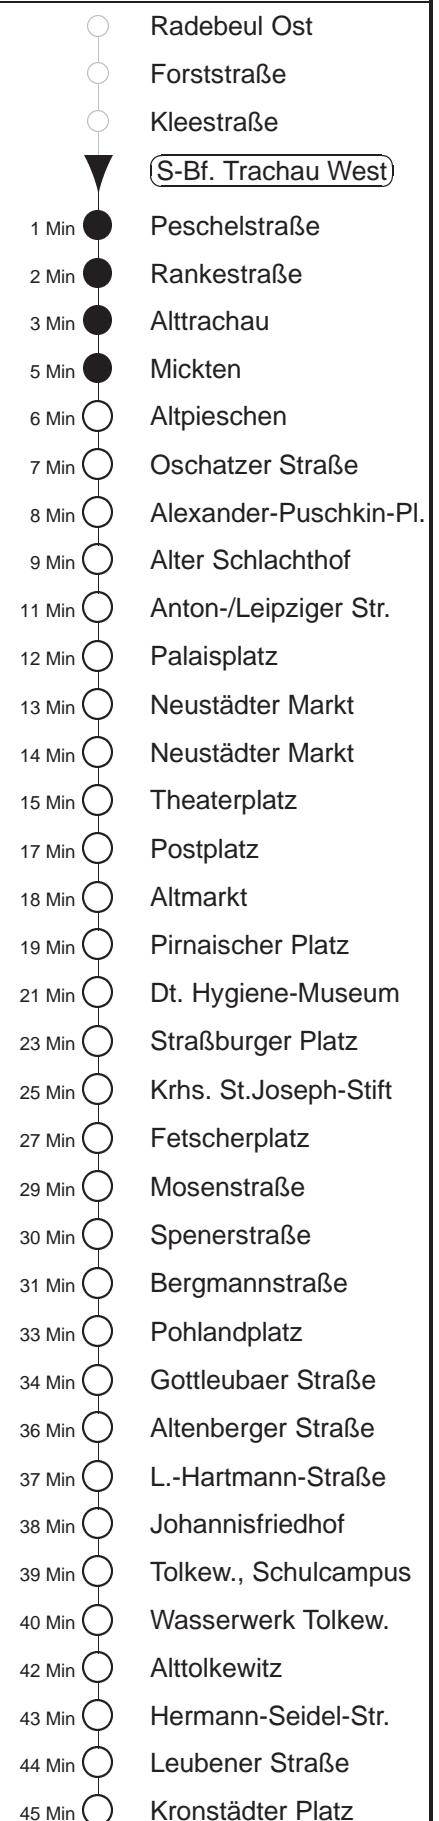 Radebeul Ost
Forststraße
Kleestraße
S-Bf. Trachau West
1 Min Peschelstraße
2 Min Rankestraße
3 Min Alttrachau
5 Min Mickten
6 Min Altpieschen
7 Min Oschatzer Straße
8 Min Alexander-Puschkin-Pl.
9 Min Alter Schlachthof
11 Min Anton-/Leipziger Str.
12 Min Palaisplatz
13 Min Neustädter Markt
14 Min Neustädter Markt
15 Min Theaterplatz
17 Min Postplatz
18 Min Altmarkt
19 Min Pirnaischer Platz
21 Min Dt. Hygiene-Museum
23 Min Straßburger Platz
25 Min Krhs. St.Joseph-Stift
27 Min Fetscherplatz
29 Min Mosenstraße
30 Min Spenerstraße
31 Min Bergmannstraße
33 Min Pohlandplatz
34 Min Gottleubaer Straße
36 Min Altenberger Straße
37 Min L.-Hartmann-Straße
38 Min Johannisfriedhof
39 Min Tolkew., Schulcampus
40 Min Wasserwerk Tolkew.
42 Min Alttolkewitz
43 Min Hermann-Seidel-Str.
44 Min Leubener Straße
45 Min Kronstädter Platz